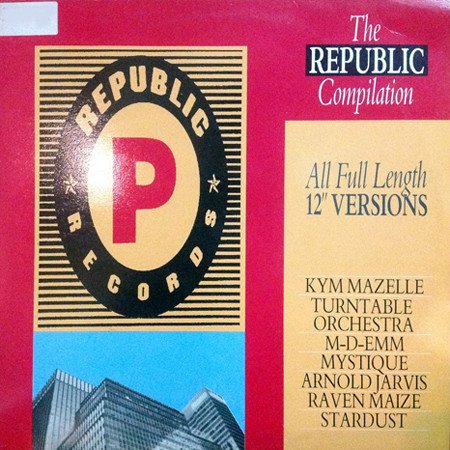 The
REPUBLIC
Compilation
REPUBLIC
P
RECORDS
All Full Length
12" VERSIONS
KYM MAZELLE
TURNTABLE
ORCHESTRA
M-D-EMM
MYSTIQUE
ARNOLD JARVIS
RAVEN MAIZE
STARDUST